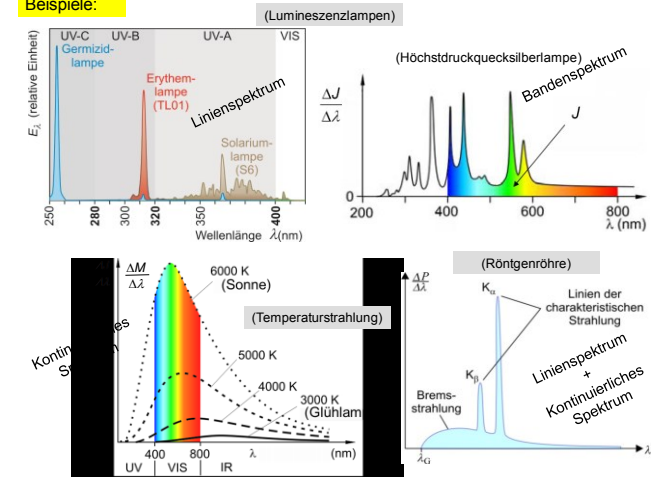 Beispiele:
(Lumineszenzlampen)
UV-C UV-B UV-A VIS
Germizid-
lampe
Erythem-
lampe
(TL01)
Linienspektrum
Solarium-
lampe
(S6)
E_λ (relative Einheit)
250 280 300 320 350 400
Wellenlänge λ(nm)
(Höchstdruckquecksilberlampe)
Bandenspektrum
ΔJ
Δλ
J
0
200 400 600 800
λ (nm)
ΔM
Δλ
6000 K
(Sonne)
(Temperaturstrahlung)
5000 K
4000 K
3000 K
(Glühlam
400 800 λ (nm)
UV VIS IR
(Röntgenröhre)
ΔP
Δλ
Kα
Linien der
charakteristischen
Strahlung
Kβ
Brems-
strahlung
Linienspektrum
+
Kontinuierliches
Spektrum
λG
λ